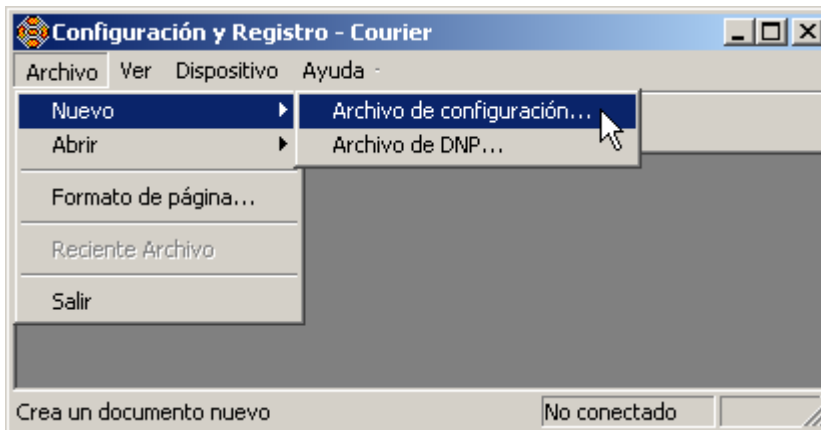 Configuración y Registro - Courier
Archivo Ver Dispositivo Ayuda
Nuevo
Archivo de configuración...
Abrir
Archivo de DNP...
Formato de página...
Reciente Archivo
Salir
Crea un documento nuevo
No conectado